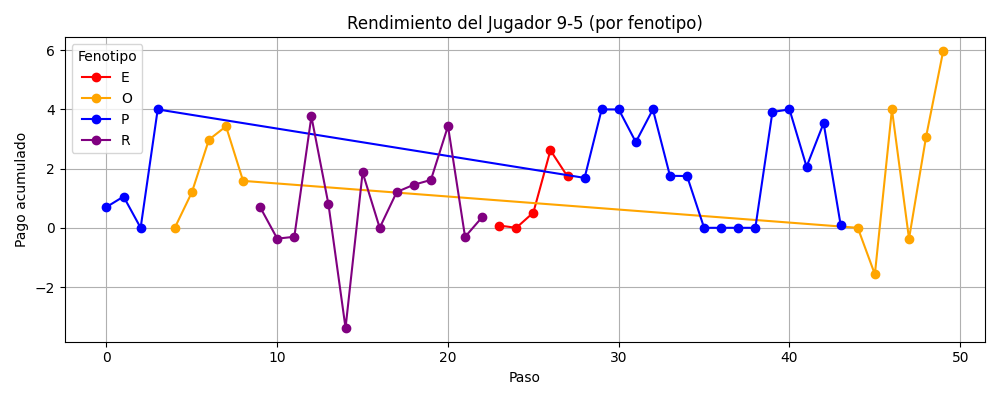 Rendimiento del Jugador 9-5 (por fenotipo)
Pago acumulado
6
4
2
0
−2
Fenotipo
E
O
P
R
0 10 20 30 40 50
Paso